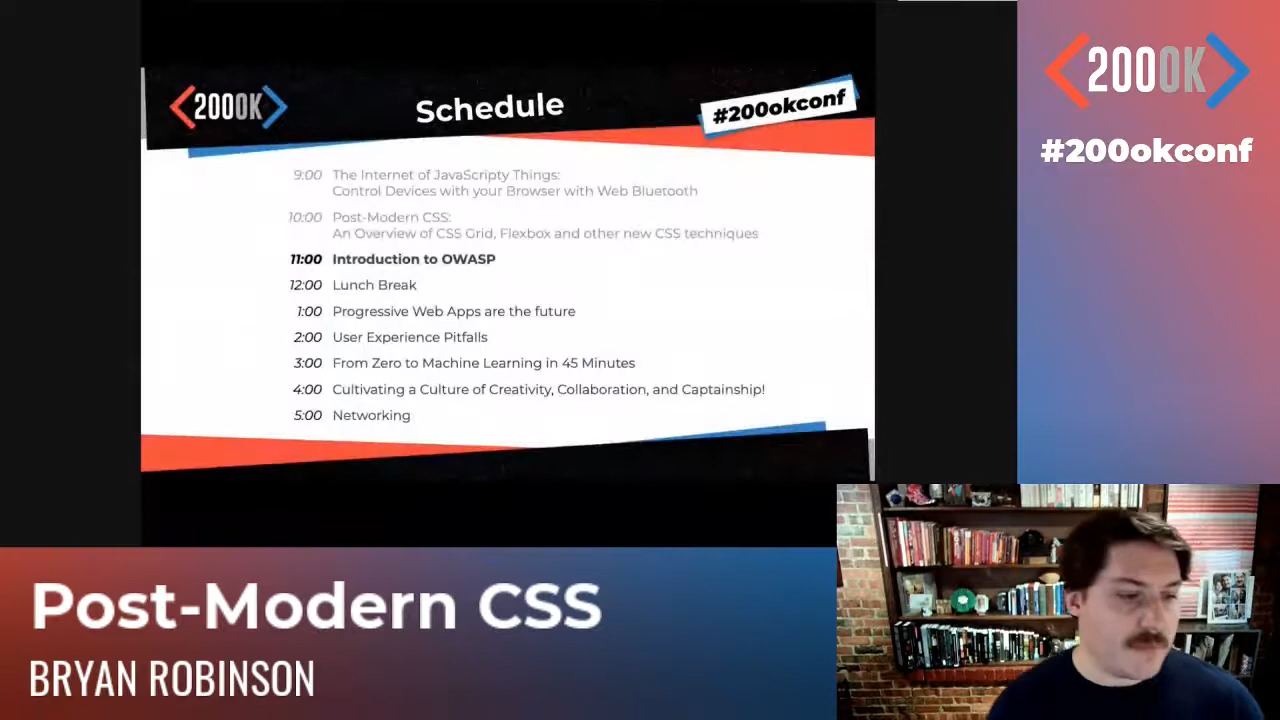 200OK
Schedule
#200okconf
9:00 The Internet of JavaScripty Things:
Control Devices with your Browser with Web Bluetooth
10:00 Post-Modern CSS:
An Overview of CSS Grid, Flexbox and other new CSS techniques
11:00 Introduction to OWASP
12:00 Lunch Break
1:00 Progressive Web Apps are the future
2:00 User Experience Pitfalls
3:00 From Zero to Machine Learning in 45 Minutes
4:00 Cultivating a Culture of Creativity, Collaboration, and Captainship!
5:00 Networking
200OK
#200okconf
Post-Modern CSS
BRYAN ROBINSON